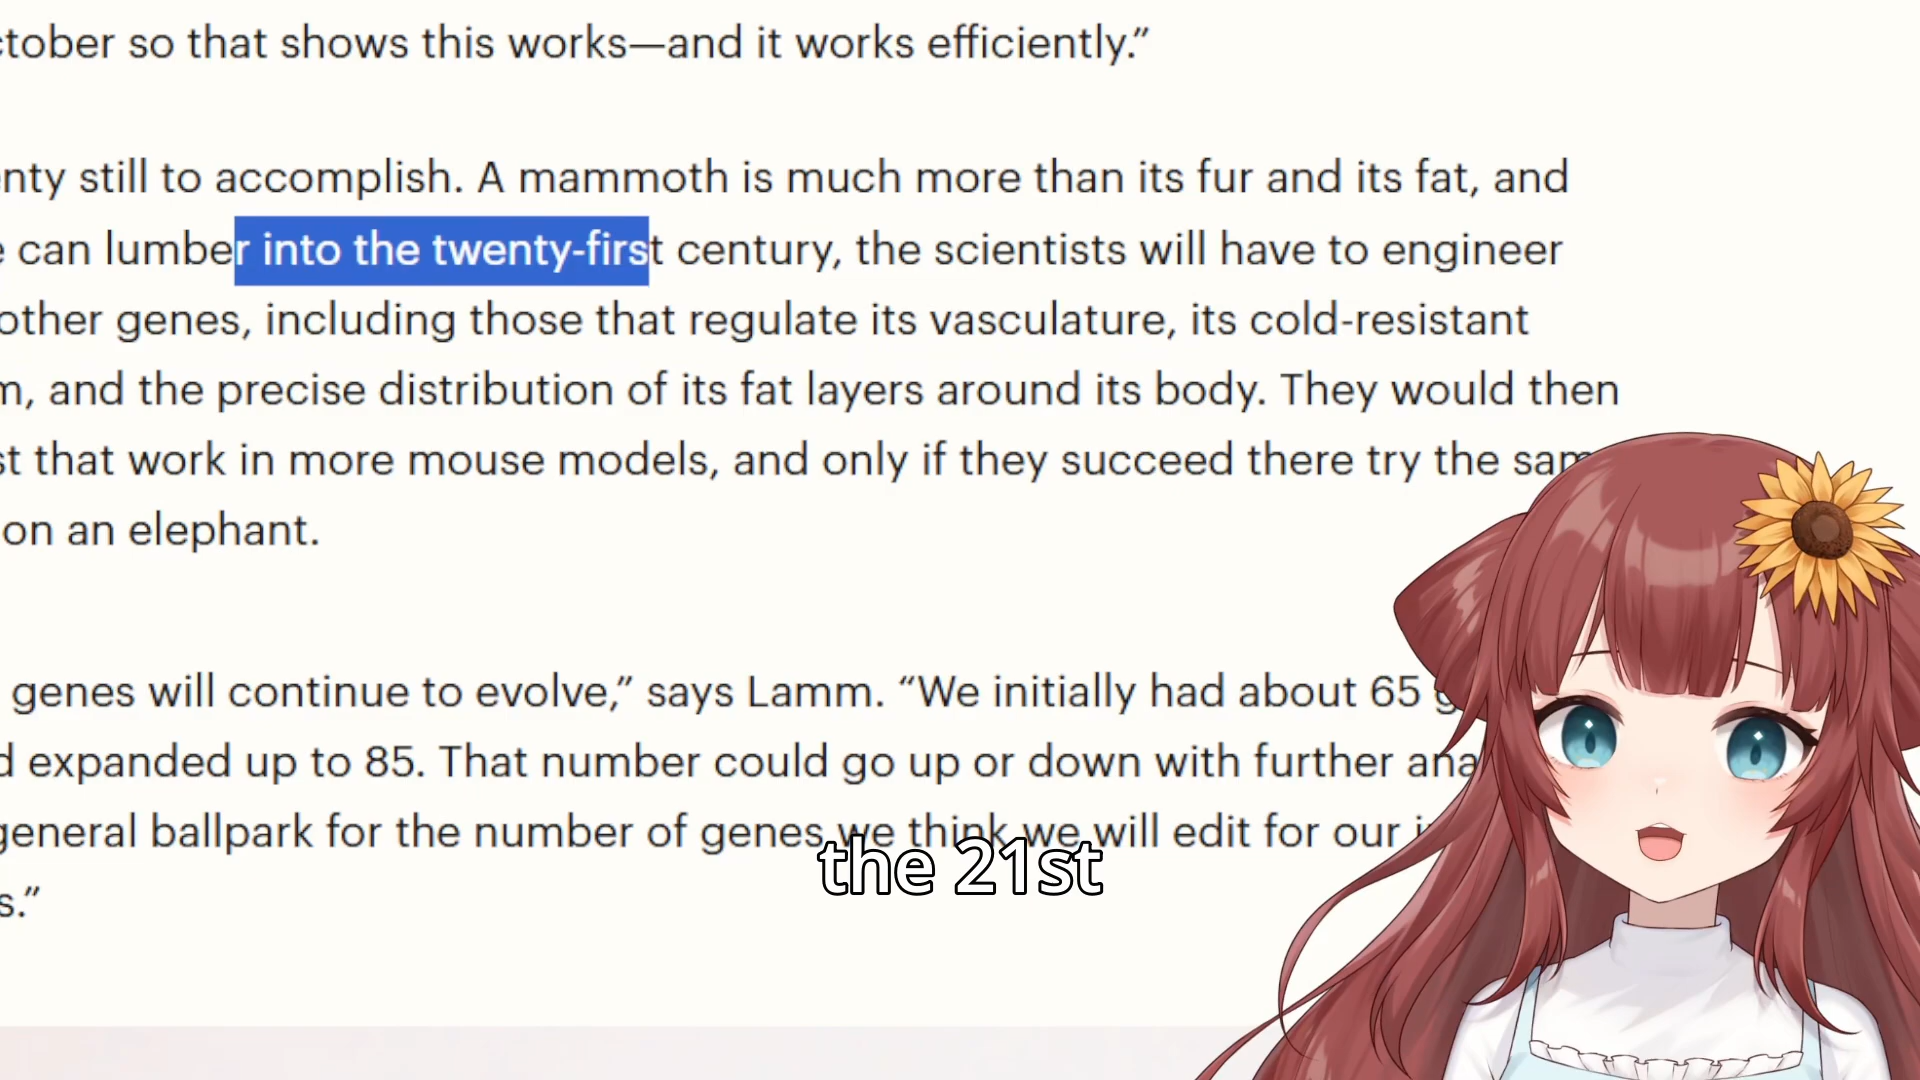 so that shows this works—and it works efficiently.”
still to accomplish. A mammoth is much more than its fur and its fat, and
can lumber into the twenty-first century, the scientists will have to engineer
other genes, including those that regulate its vasculature, its cold-resistant
and the precise distribution of its fat layers around its body. They would then
that work in more mouse models, and only if they succeed there try the
on an elephant.
genes will continue to evolve,” says Lamm. “We initially had about 65
expanded up to 85. That number could go up or down with further
general ballpark for the number of genes we think we will edit for our
the 21st